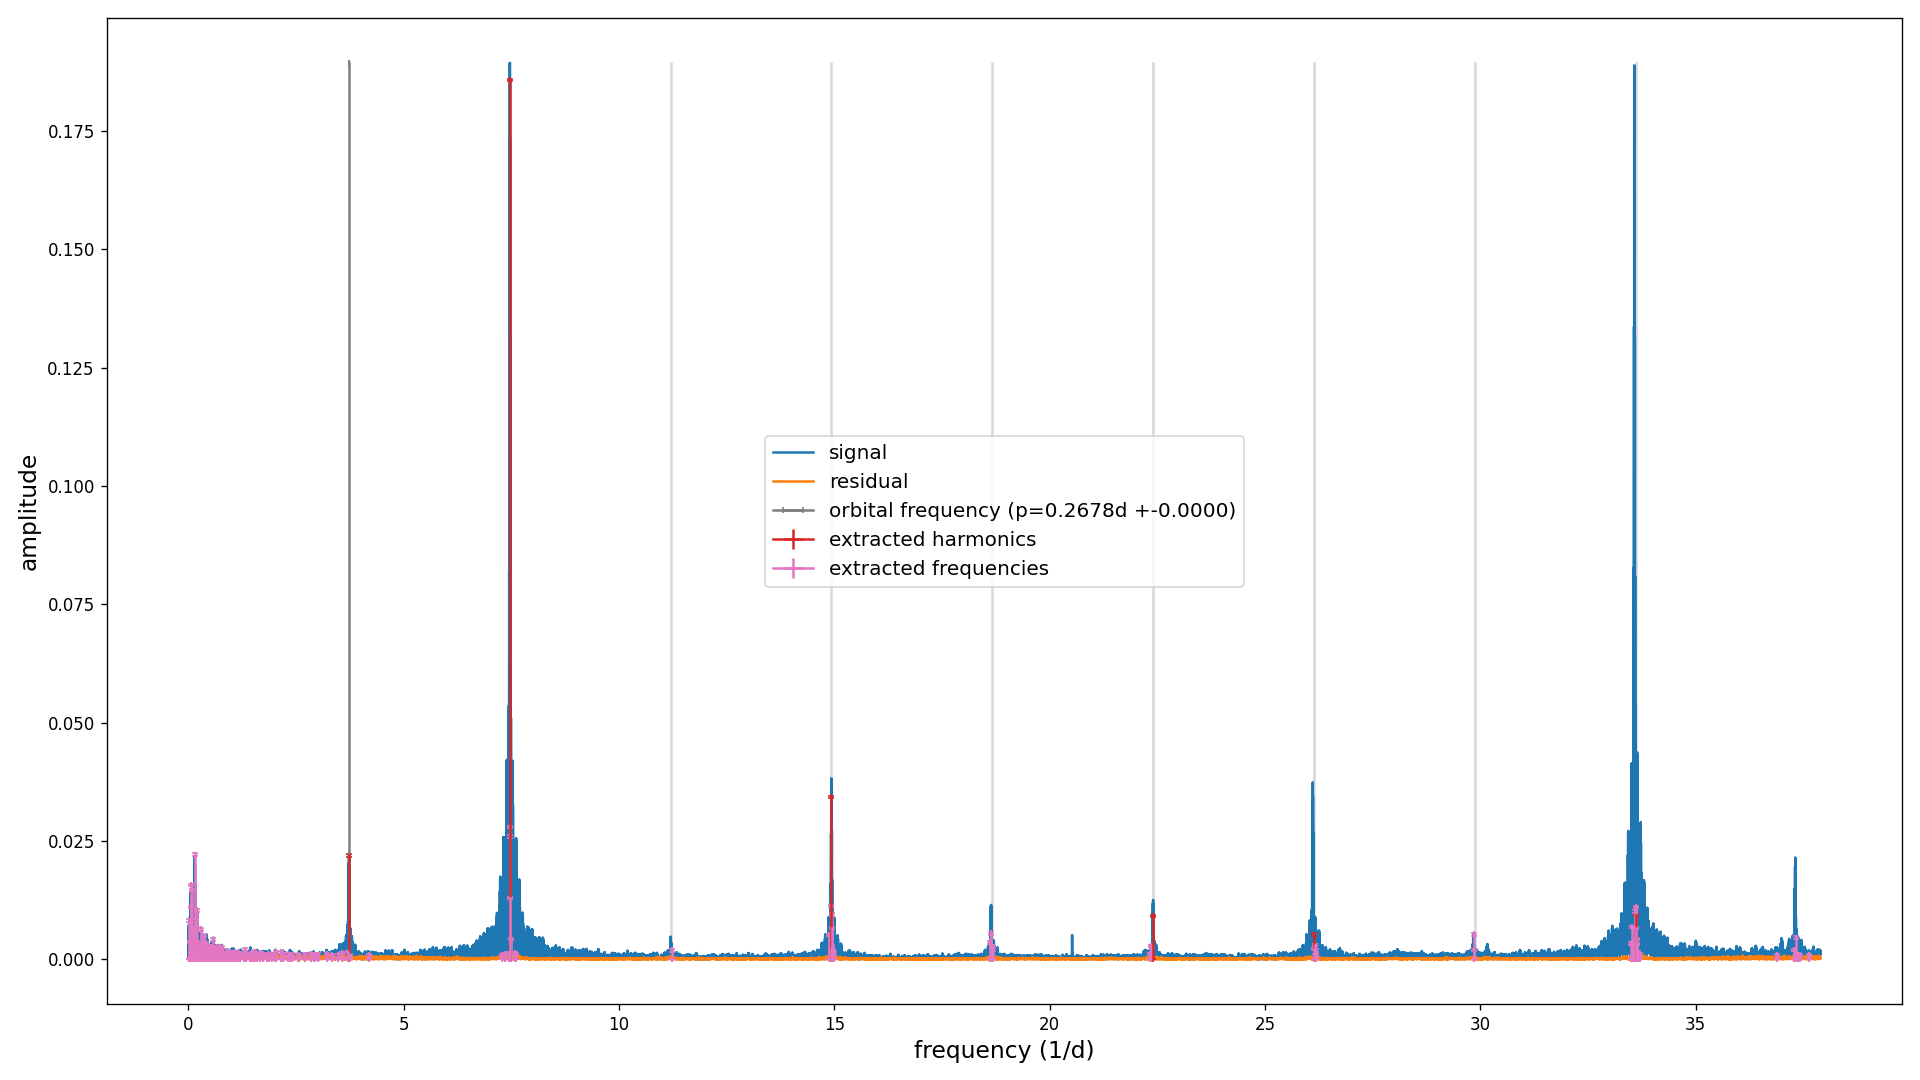 0.175
0.150
0.125
0.100
0.075
0.050
0.025
0.000
amplitude
signal
residual
orbital frequency (p=0.2678d +-0.0000)
extracted harmonics
extracted frequencies
0 5 10 15 20 25 30 35
frequency (1/d)